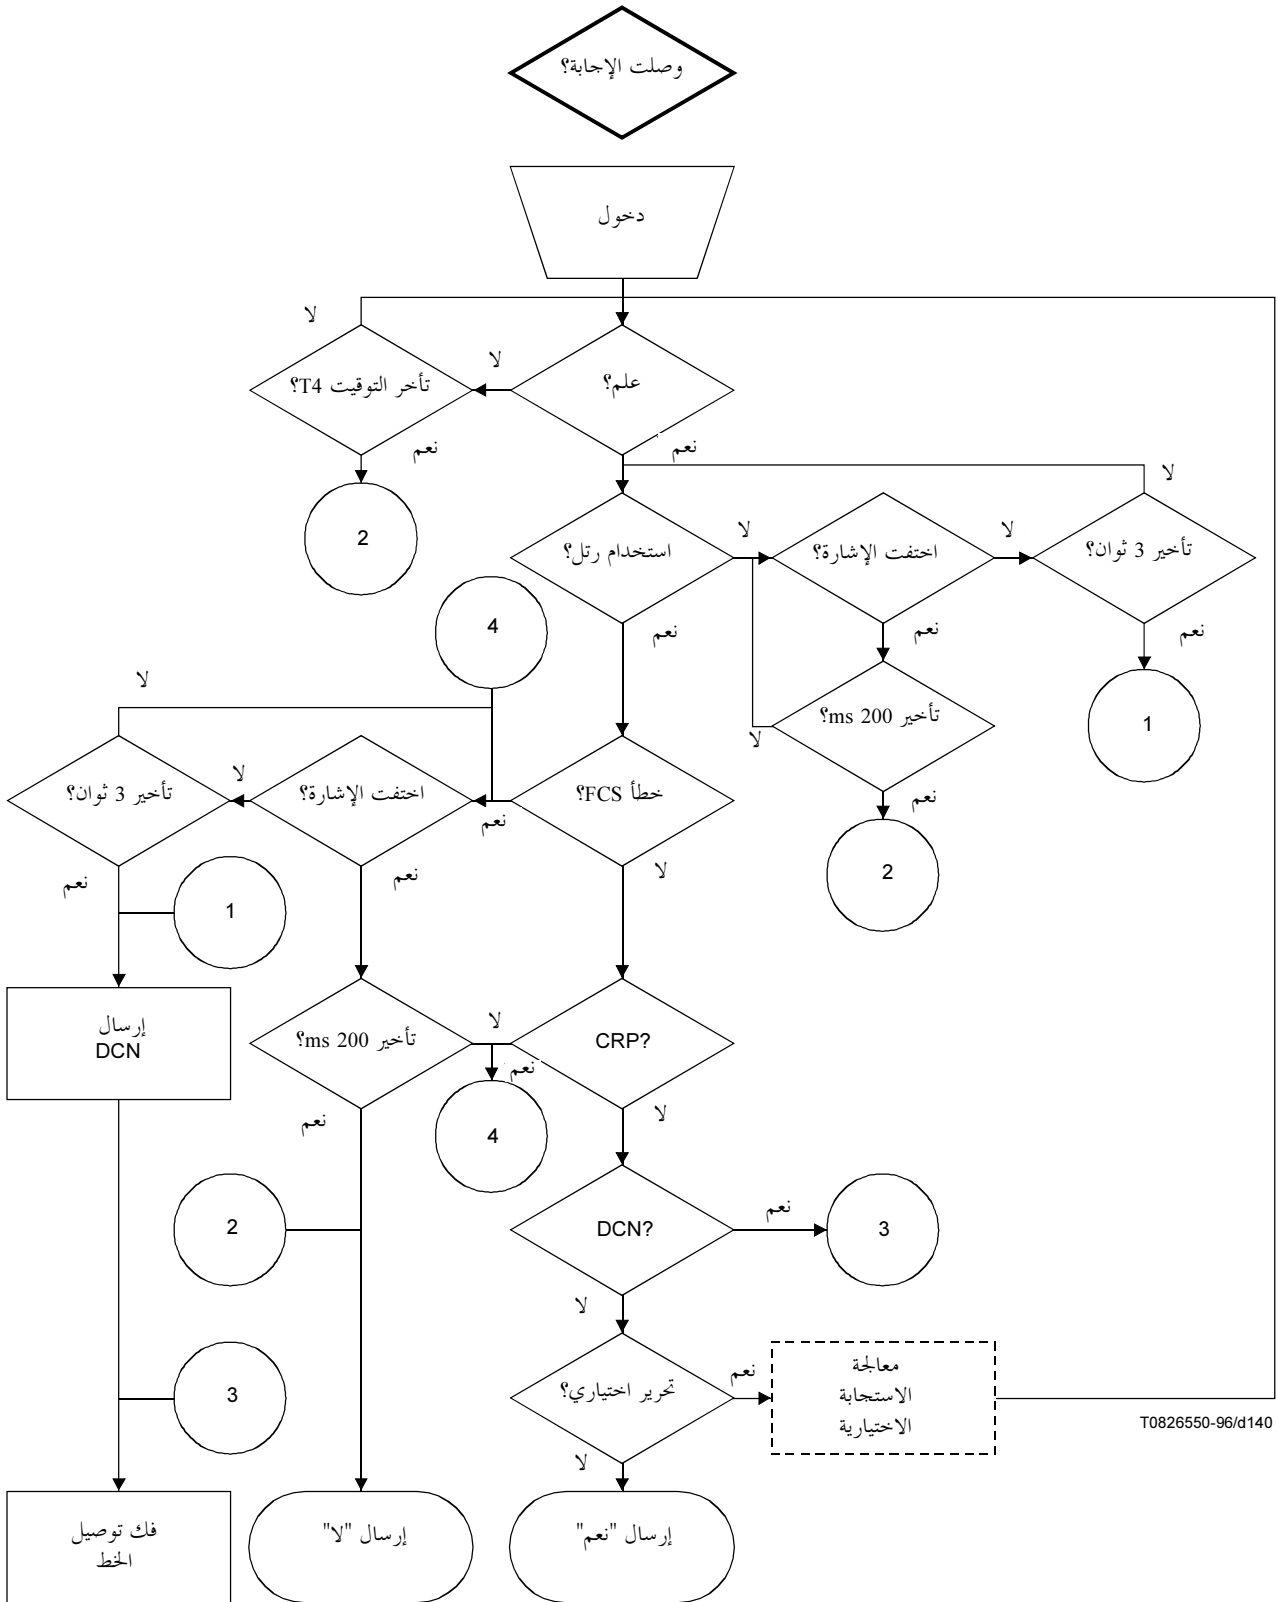 وصلت الإجابة؟
دخول
لا
علم؟
لا
تأخر التوقيت T4؟
نعم
نعم
2
لا
استخدام رتل؟
لا
اختفت الإشارة؟
لا
تأخير 3 ثوان؟
نعم
نعم
نعم
4
1
تأخير 200 ms؟
لا
نعم
2
لا
خطأ FCS؟
نعم
اختفت الإشارة؟
لا
تأخير 3 ثوان؟
لا
نعم
نعم
1
إرسال
DCN
CRP?
لا
نعم
تأخير 200 ms؟
4
لا
نعم
2
DCN?
نعم
3
لا
3
تحرير اختياري؟
نعم
معالجة
الاستجابة
الاختيارية
T0826550-96/d140
لا
إرسال "نعم"
إرسال "لا"
فك توصيل
الخط